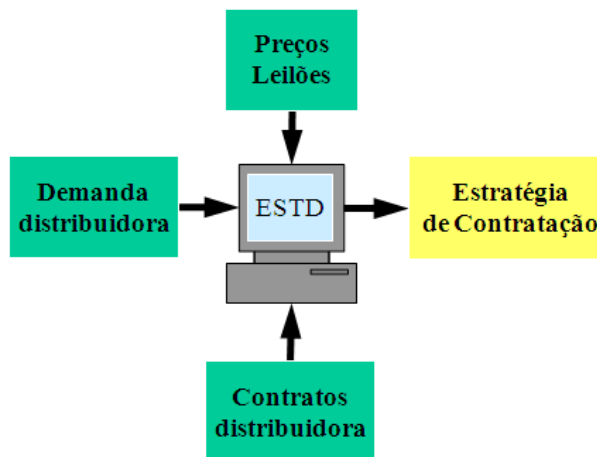 Preços
Leilões
Demanda
distribuidora
ESTD
Estratégia
de Contratação
Contratos
distribuidora